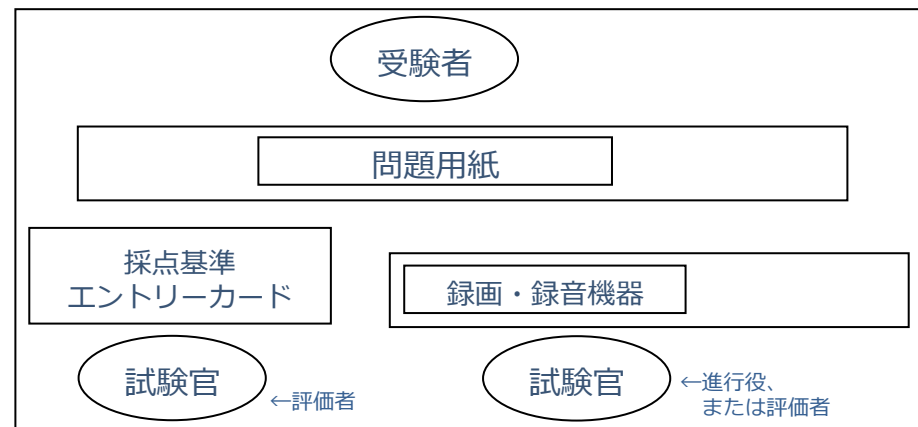 受験者
問題用紙
採点基準
エントリーカード
録画・録音機器
試験官
←評価者
試験官
←進行役、
または評価者